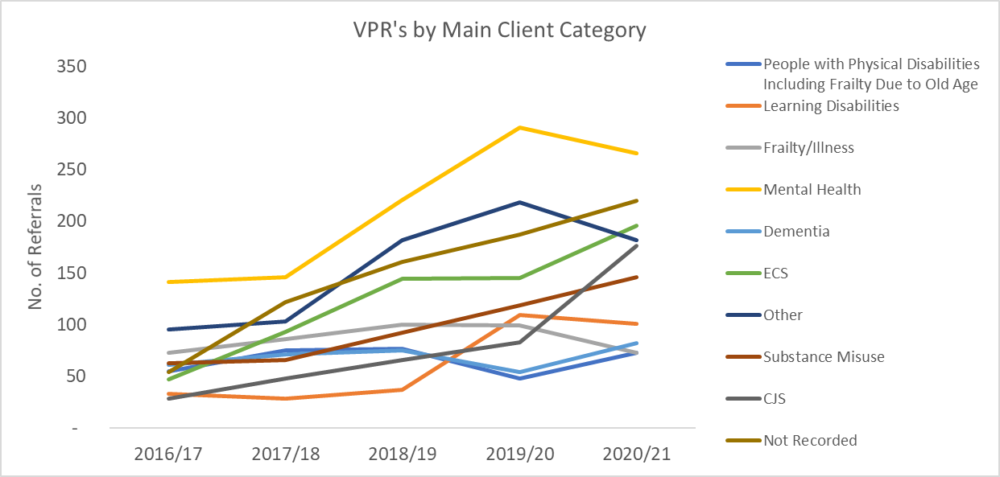 VPR's by Main Client Category
350
300
250
200
150
100
50
-
No. of Referrals
2016/17
2017/18
2018/19
2019/20
2020/21
People with Physical Disabilities
Including Frailty Due to Old Age
Learning Disabilities
Frailty/Illness
Mental Health
Dementia
ECS
Other
Substance Misuse
CJS
Not Recorded